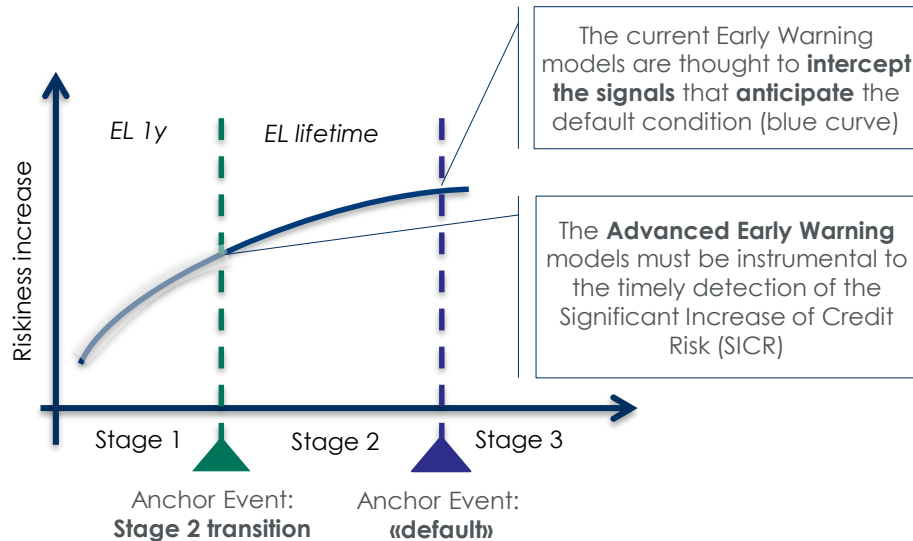 The current Early Warning
models are thought to intercept
the signals that anticipate the
default condition (blue curve)
EL 1y
EL lifetime
Riskiness increase
The Advanced Early Warning
models must be instrumental to
the timely detection of the
Significant Increase of Credit
Risk (SICR)
Stage 1
Stage 2
Stage 3
Anchor Event:
Stage 2 transition
Anchor Event:
«default»